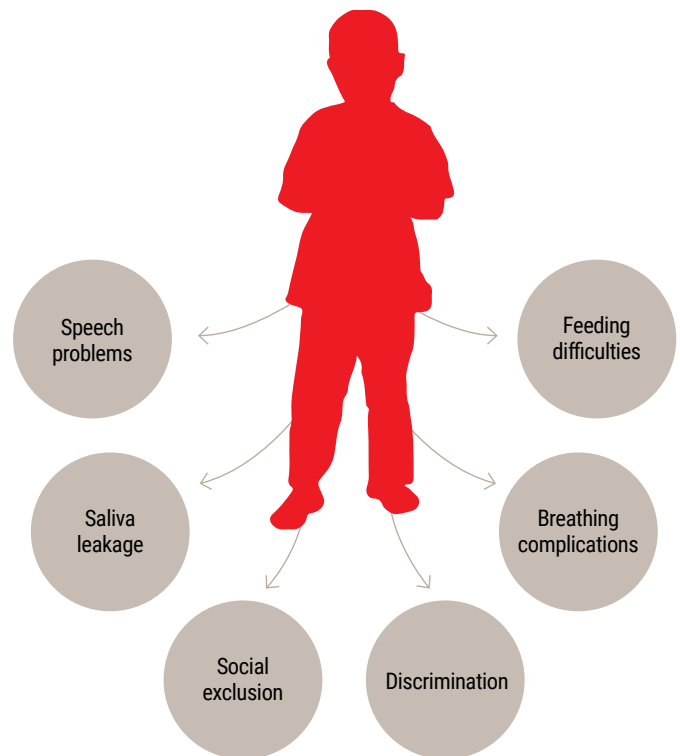 Speech
problems
Feeding
difficulties
Saliva
leakage
Breathing
complications
Social
exclusion
Discrimination